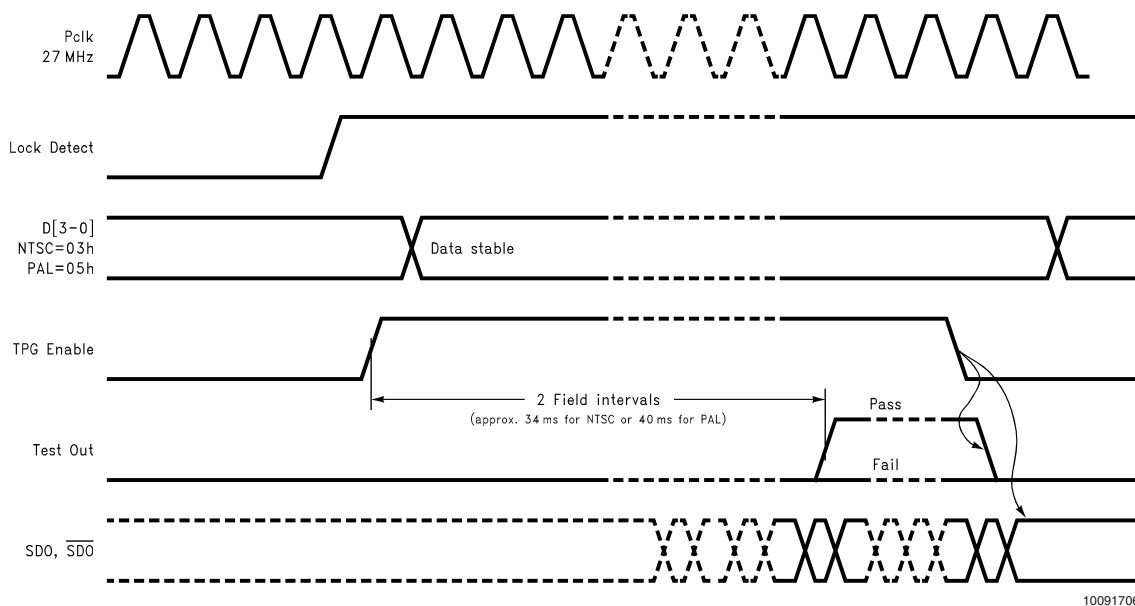 Pclk
27 MHz
Lock Detect
D[3-0]
NTSC=03h
PAL=05h
Data stable
TPG Enable
2 Field intervals
(approx. 34 ms for NTSC or 40 ms for PAL)
Pass
Test Out
Fail
SDO, S̅D̅O̅
10091706